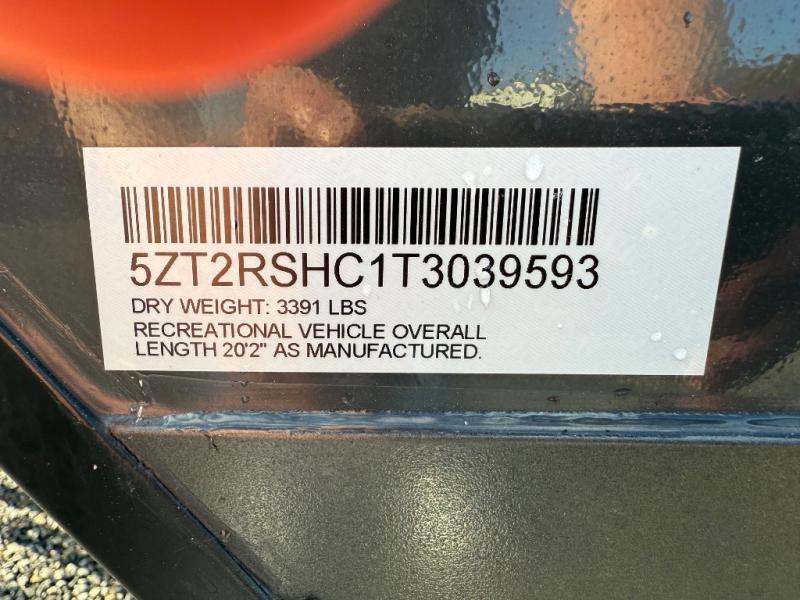 5ZT2RSHC1T3039593
DRY WEIGHT: 3391 LBS
RECREATIONAL VEHICLE OVERALL
LENGTH 20'2" AS MANUFACTURED.